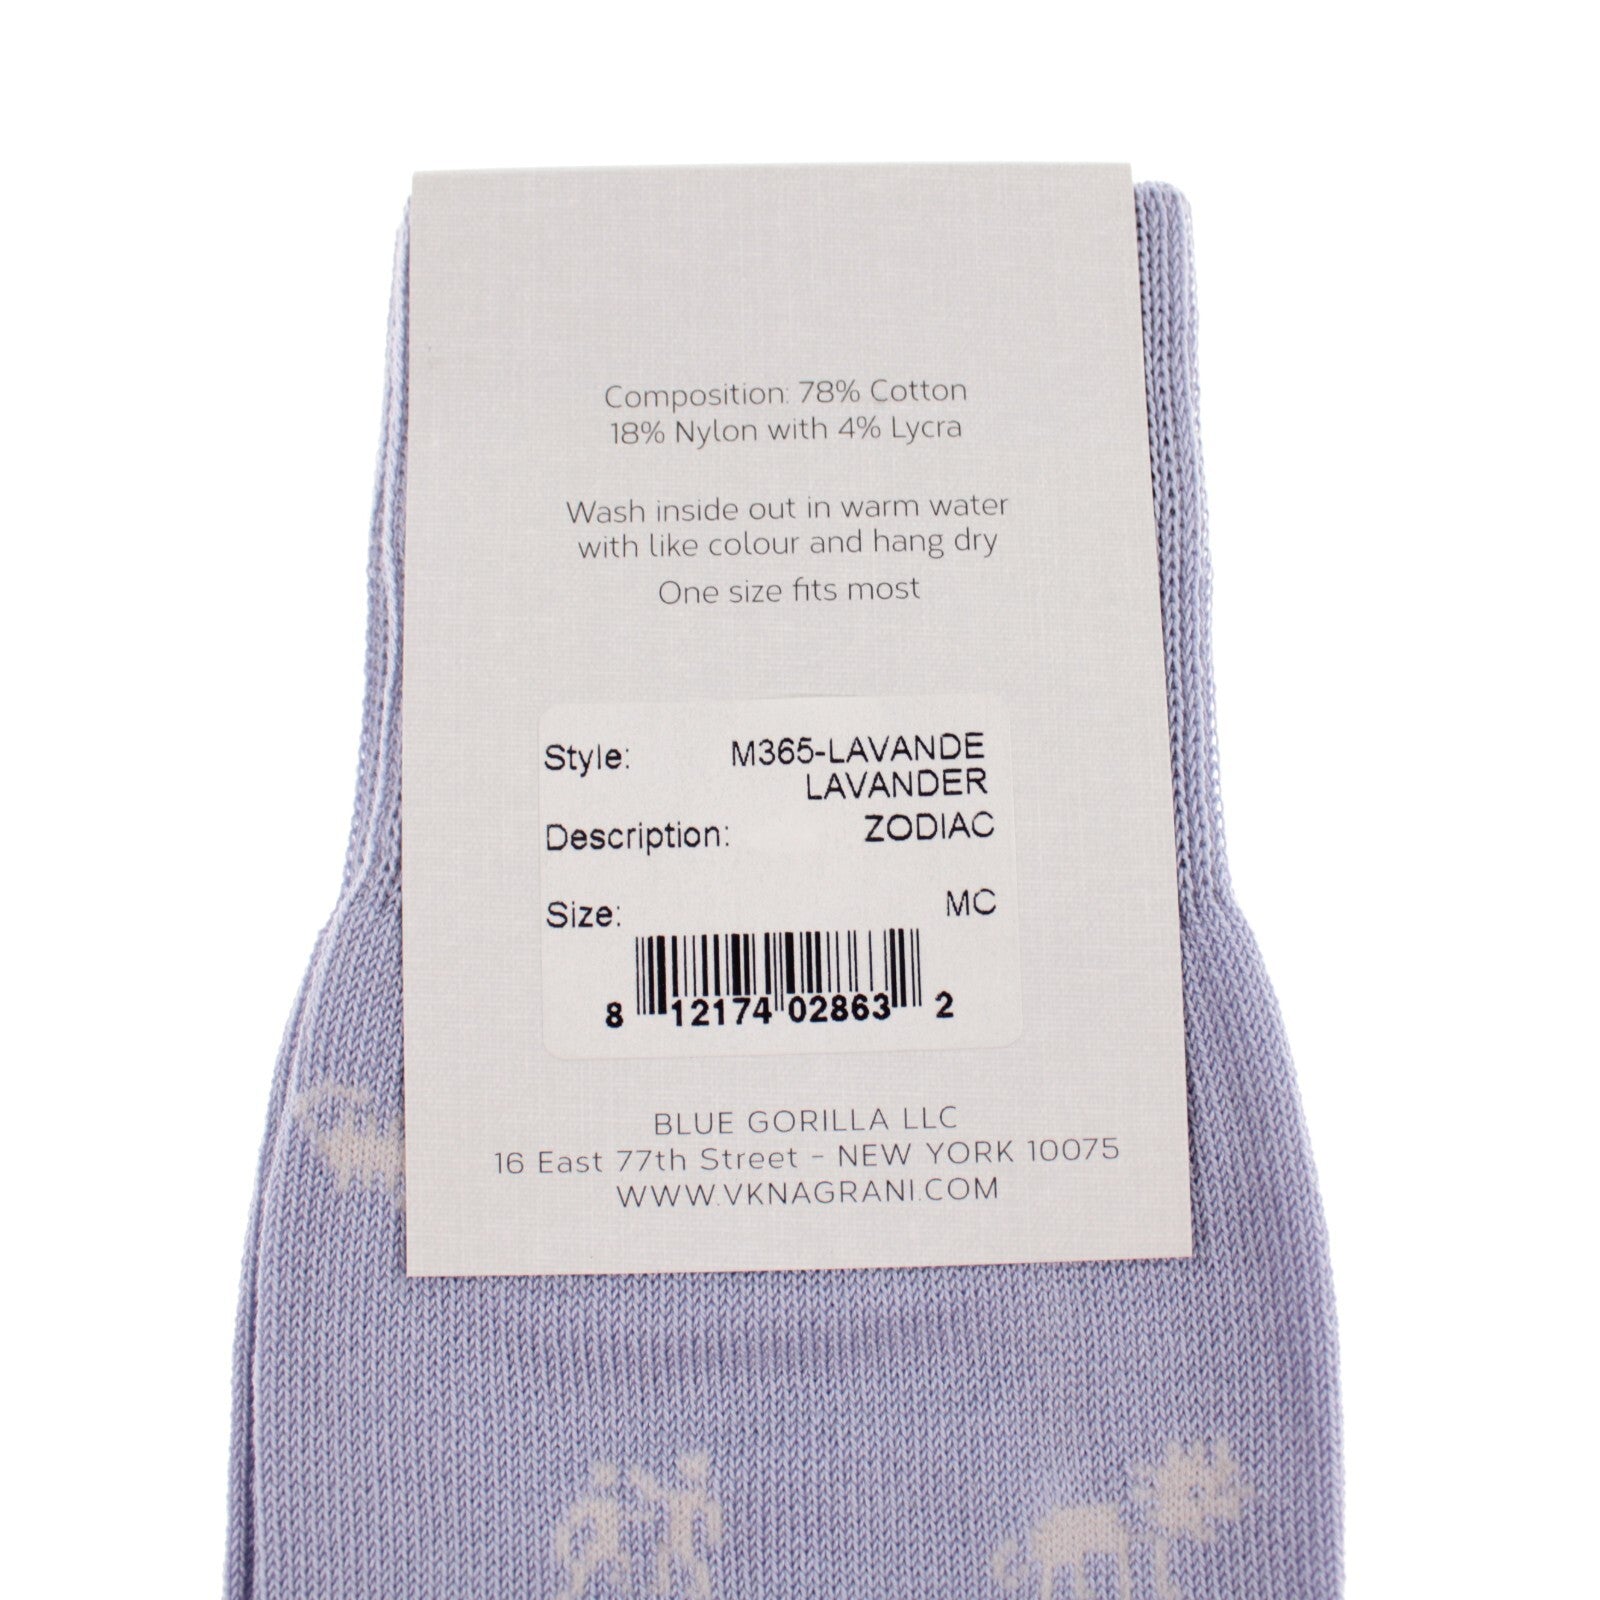 Composition: 78% Cotton
18% Nylon with 4% Lycra
Wash inside out in warm water
with like colour and hang dry
One size fits most
Style: M365-LAVANDE
LAVANDER
Description: ZODIAC
Size: MC
8 12174 02863 2
BLUE GORILLA LLC
16 East 77th Street - NEW YORK 10075
WWW.VKNAGRANI.COM